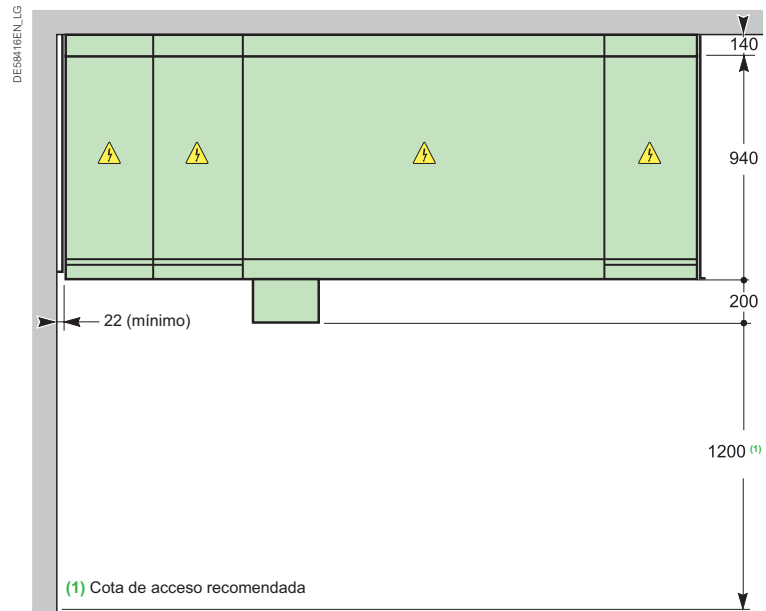 DE58416EN_LG
140
940
200
22 (mínimo)
1200 (1)
(1) Cota de acceso recomendada